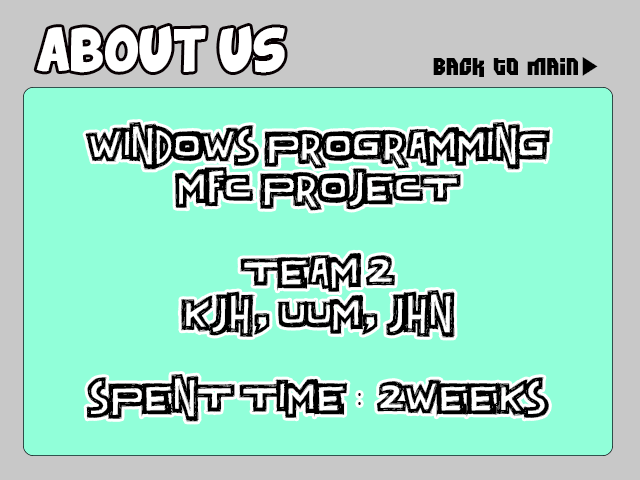 ABOUT US
BACK TO MAIN
WINDOWS PROGRAMMING
MFC PROJECT
TEAM 2
KJH, UUM, JHN
SPENT TIME : 2WEEKS